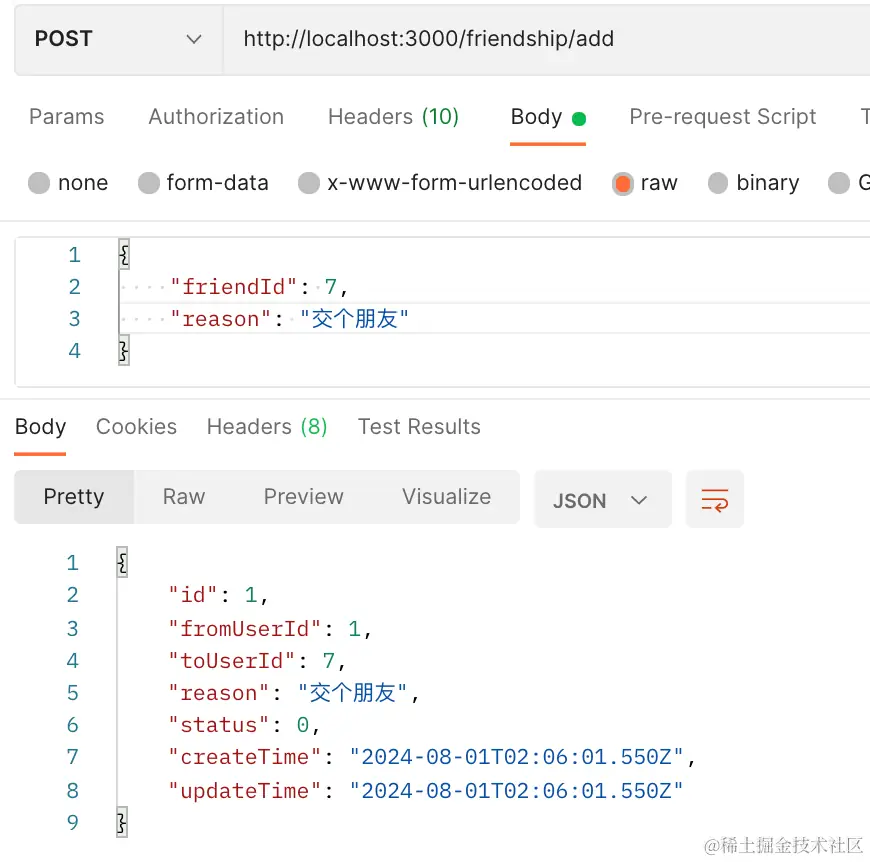 POST http://localhost:3000/friendship/add
Params Authorization Headers (10) Body Pre-request Script T
none form-data x-www-form-urlencoded raw binary G
1 {
2 "friendId": 7,
3 "reason": "交个朋友"
4 }
Body Cookies Headers (8) Test Results
Pretty Raw Preview Visualize JSON
1 {
2 "id": 1,
3 "fromUserId": 1,
4 "toUserId": 7,
5 "reason": "交个朋友",
6 "status": 0,
7 "createTime": "2024-08-01T02:06:01.550Z",
8 "updateTime": "2024-08-01T02:06:01.550Z"
9 }
@稀土掘金技术社区